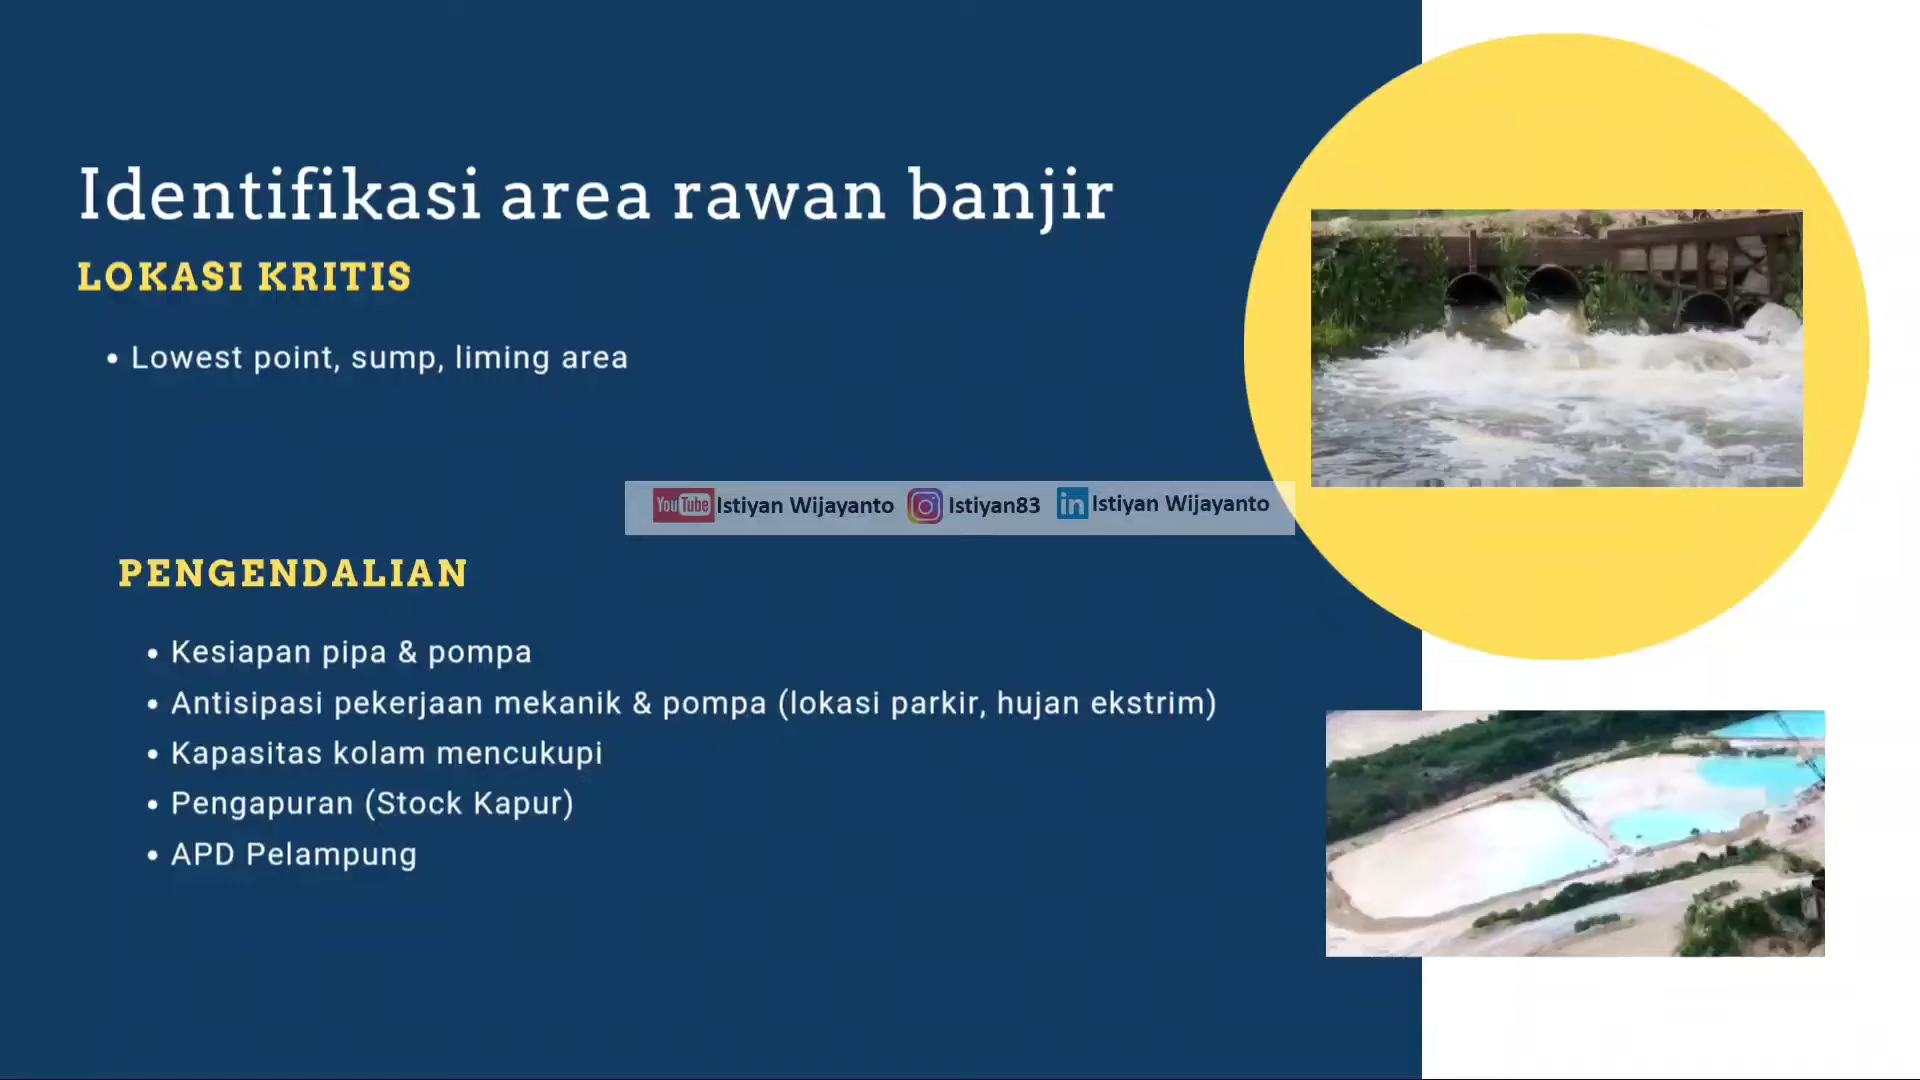 Identifikasi area rawan banjir
LOKASI KRITIS
• Lowest point, sump, liming area
YouTube Istiyan Wijayanto Istiyan83 in Istiyan Wijayanto
PENGENDALIAN
• Kesiapan pipa & pompa
• Antisipasi pekerjaan mekanik & pompa (lokasi parkir, hujan ekstrim)
• Kapasitas kolam mencukupi
• Pengapuran (Stock Kapur)
• APD Pelampung